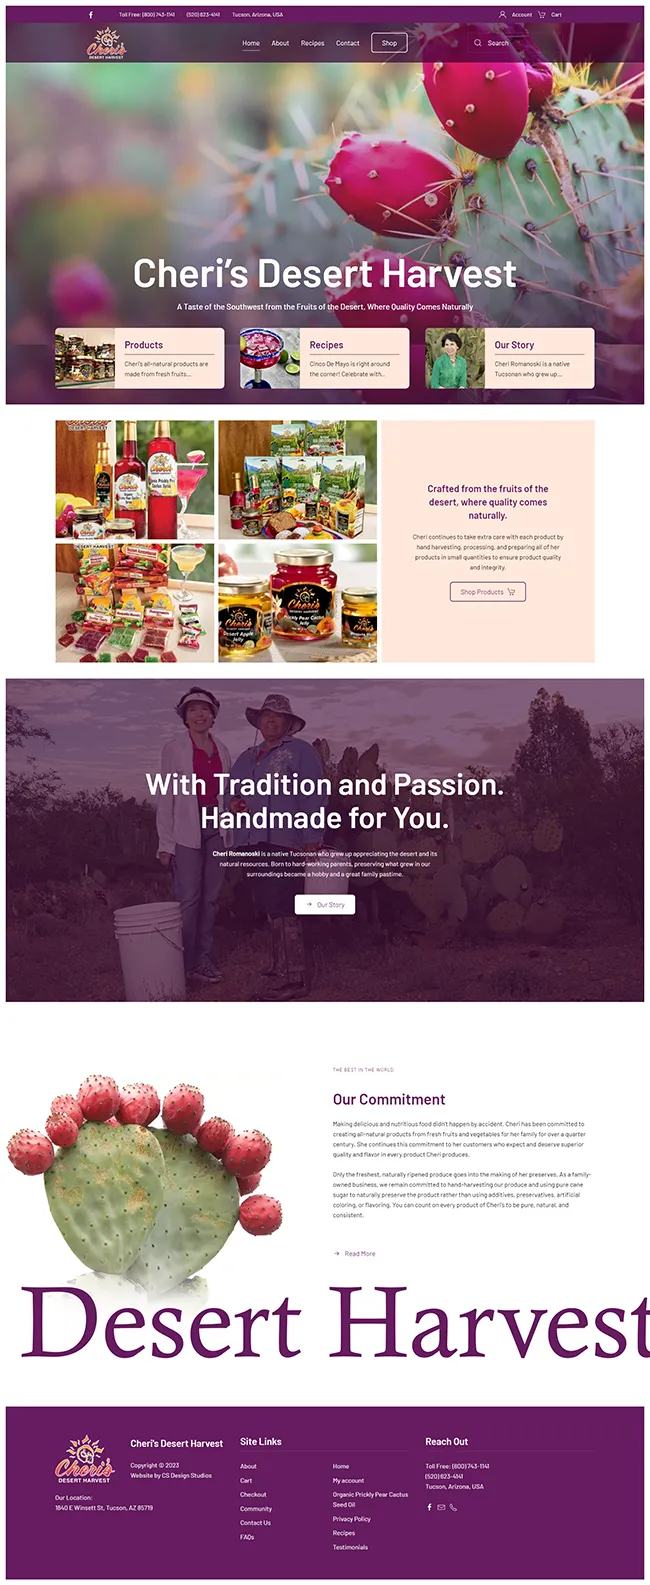 Toll Free: (800) 743-1141
(520) 623-4141
Tucson, Arizona, USA
Account
Cart
Cheri's
DESERT HARVEST
Home
About
Recipes
Contact
Shop
Search
Cheri's Desert Harvest
A Taste of the Southwest from the Fruits of the Desert, Where Quality Comes Naturally
Products
Cheri's all-natural products are
made from fresh fruits...
Recipes
Cinco De Mayo is right around
the corner! Celebrate with...
Our Story
Cheri Romanoski is a native
Tucsonan who grew up...
DESERT HARVEST
Cheri's
DESERT HARVEST
Cheri's
Desert Apple
Jelly
Cheri's
Prickly Pear Cactus
Jelly
Crafted from the fruits of the
desert, where quality comes
naturally.
Cheri continues to take extra care with each product by
hand harvesting, processing, and preparing all of her
products in small quantities to ensure product quality
and integrity.
Shop Products
With Tradition and Passion.
Handmade for You.
Cheri Romanoski is a native Tucsonan who grew up appreciating the desert and its
natural resources. Born to hard-working parents, preserving what grew in our
surroundings became a hobby and a great family pastime.
Our Story
THE BEST IN THE WORLD
Our Commitment
Making delicious and nutritious food didn't happen by accident. Cheri has been committed to
creating all-natural products from fresh fruits and vegetables for her family for over a quarter
century. She continues this commitment to her customers who expect and deserve superior
quality and flavor in every product Cheri produces.
Only the freshest, naturally ripened produce goes into the making of her preserves. As a family-
owned business, we remain committed to hand-harvesting our produce and using pure cane
sugar to naturally preserve the product rather than using additives, preservatives, artificial
coloring, or flavoring. You can count on every product of Cheri's to be pure, natural, and
consistent.
Read More
Desert Harvest
Cheri's
DESERT HARVEST
Our Location:
1840 E Winsett St, Tucson, AZ 85719
Cheri's Desert Harvest
Copyright © 2023
Website by CS Design Studios
Site Links
About
Cart
Checkout
Community
Contact Us
FAQs
Home
My account
Organic Prickly Pear Cactus
Seed Oil
Privacy Policy
Recipes
Testimonials
Reach Out
Toll Free: (800) 743-1141
(520) 623-4141
Tucson, Arizona, USA